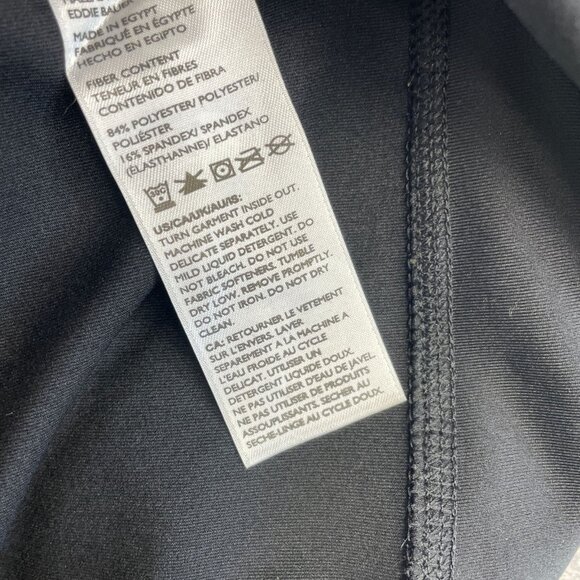 EDDIE BAUER
MADE IN EGYPT
FABRIQUÉ EN ÉGYPTE
HECHO EN EGIPTO
FIBER CONTENT
TENEUR EN FIBRES
CONTENIDO DE FIBRA
84% POLYESTER/ POLYESTER/
POLIÉSTER
16% SPANDEX/ SPANDEX
(ELASTHANNE)/ ELASTANO
US/CA/UK/AU/IS:
TURN GARMENT INSIDE OUT.
MACHINE WASH COLD
DELICATE SEPARATELY. USE
MILD LIQUID DETERGENT. DO
NOT BLEACH. DO NOT USE
FABRIC SOFTENERS. TUMBLE
DRY LOW. REMOVE PROMPTLY.
DO NOT IRON. DO NOT DRY
CLEAN.
CA: RETOURNER LE VETEMENT
SUR L'ENVERS. LAVER
SEPAREMENT A LA MACHINE A
L'EAU FROIDE AU CYCLE
DELICAT. UTILISER UN
DETERGENT LIQUIDE DOUX.
NE PAS UTILISER D'EAU DE JAVEL.
NE PAS UTILISER DE PRODUITS
ASSOUPLISSANTS. SECHER AU
SECHE-LINGE AU CYCLE DOUX.